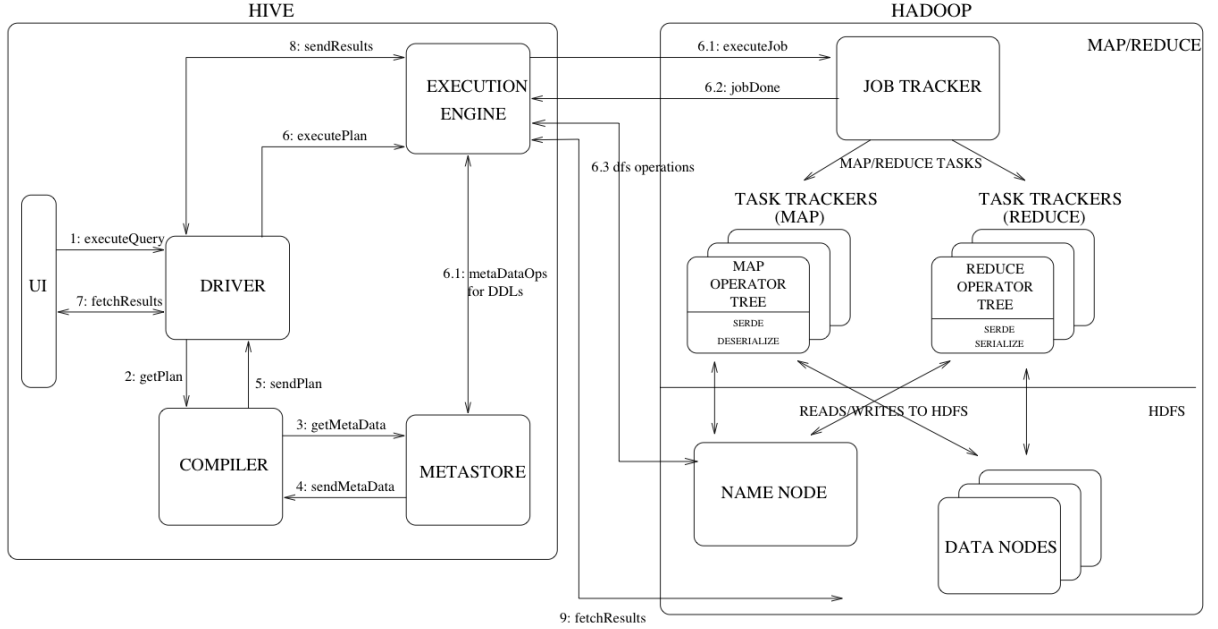 HIVE
HADOOP
MAP/REDUCE
8: sendResults
6.1: executeJob
EXECUTION
ENGINE
6.2: jobDone
JOB TRACKER
6: executePlan
6.3 dfs operations
MAP/REDUCE TASKS
TASK TRACKERS
(MAP)
TASK TRACKERS
(REDUCE)
1: executeQuery
UI
DRIVER
7: fetchResults
6.1: metaDataOps
for DDLs
MAP
OPERATOR
TREE
SERDE
DESERIALIZE
REDUCE
OPERATOR
TREE
SERDE
SERIALIZE
2: getPlan
5: sendPlan
READS/WRITES TO HDFS
HDFS
3: getMetaData
COMPILER
METASTORE
4: sendMetaData
NAME NODE
DATA NODES
9: fetchResults